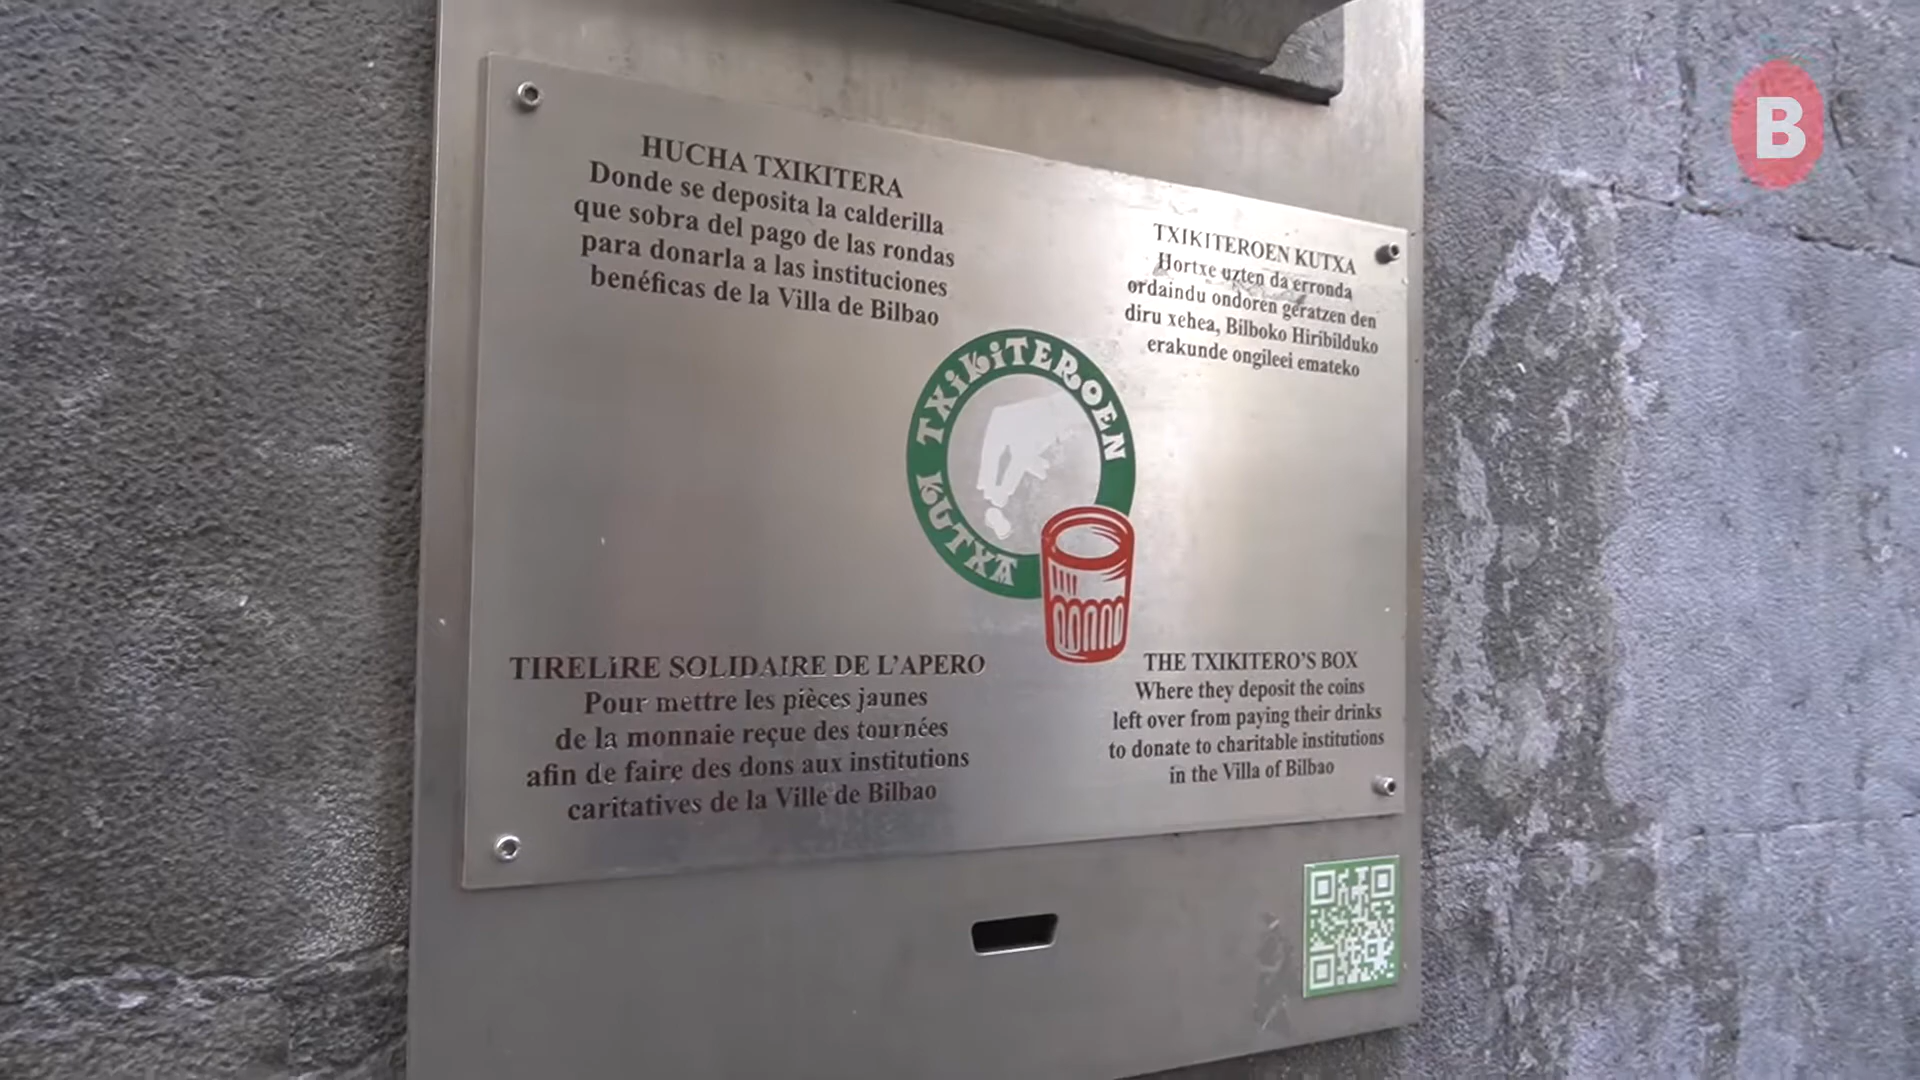 HUCHA TXIKITERA
Donde se deposita la calderilla
que sobra del pago de las rondas
para donarla a las instituciones
benéficas de la Villa de Bilbao
TXIKITEROEN KUTXA
Hortxe uzten da erronda
ordaindu ondoren geratzen den
diru xehea, Bilboko Hiribilduko
erakunde ongileei emateko
TXiKiTEROEN
KUTXA
TIRELiRE SOLIDAIRE DE L'APERO
Pour mettre les pièces jaunes
de la monnaie reçue des tournées
afin de faire des dons aux institutions
caritatives de la Ville de Bilbao
THE TXIKITERO'S BOX
Where they deposit the coins
left over from paying their drinks
to donate to charitable institutions
in the Villa of Bilbao
B